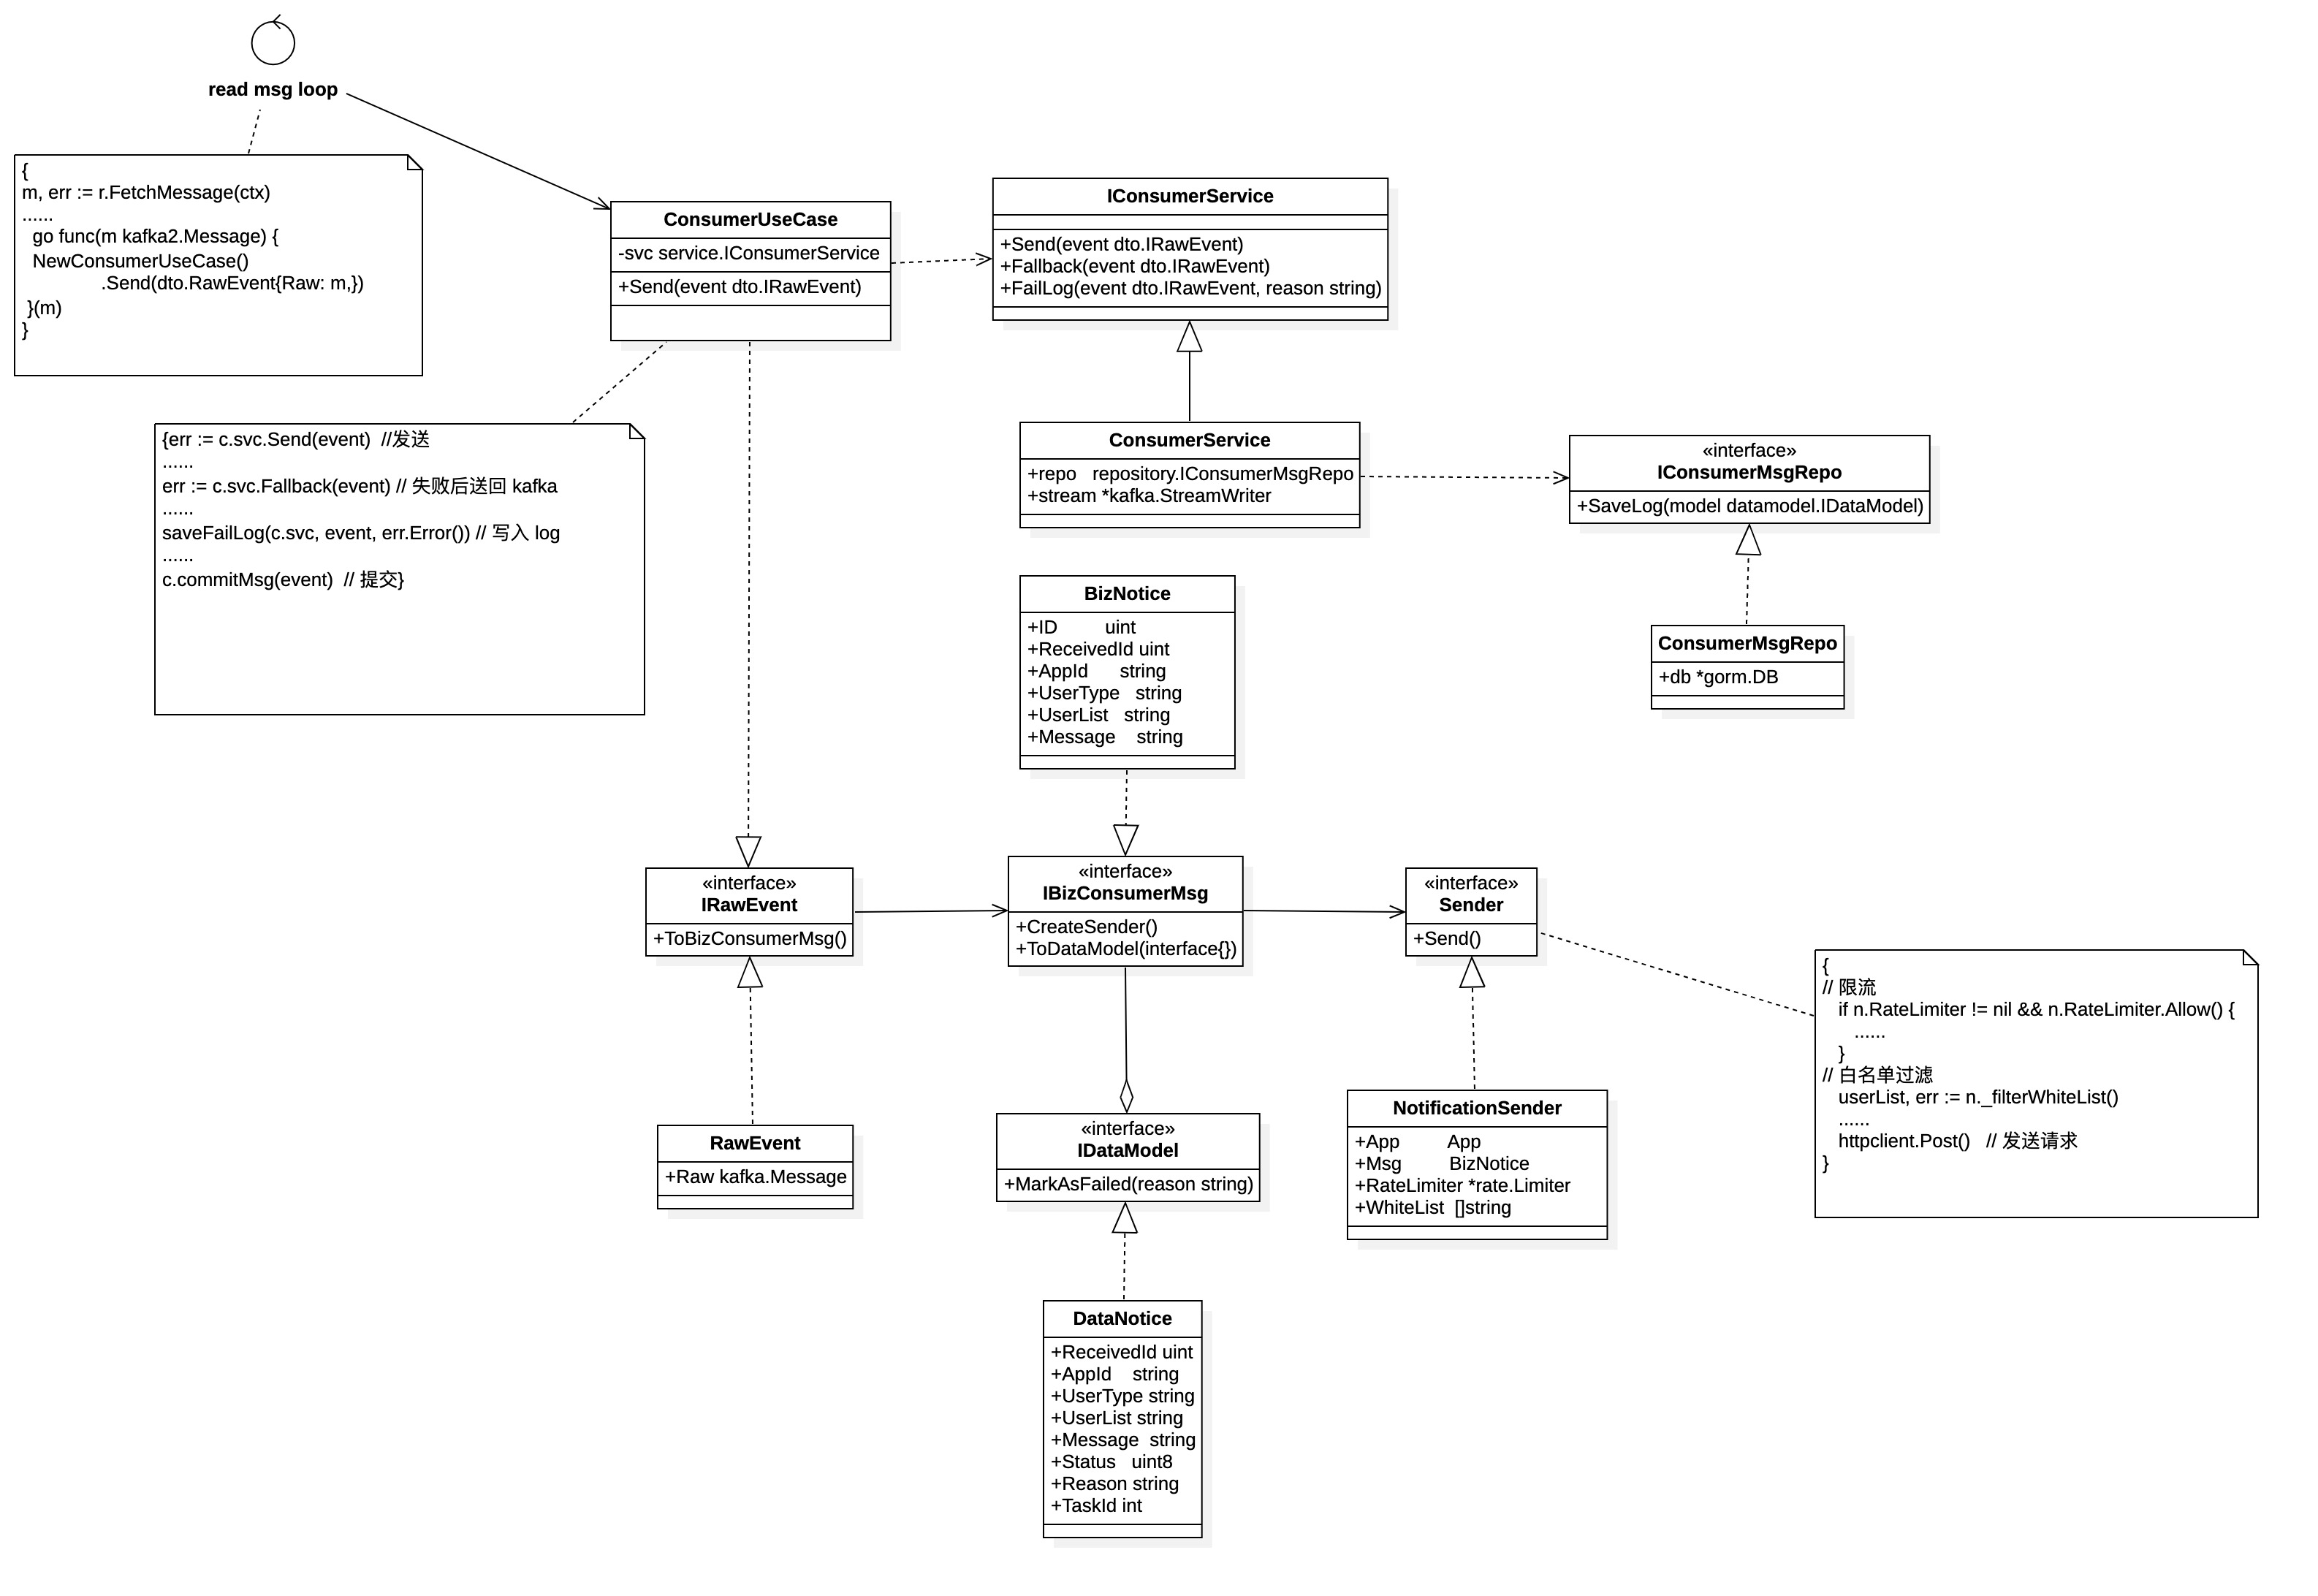 read msg loop
{
m, err := r.FetchMessage(ctx)
......
go func(m kafka2.Message) {
NewConsumerUseCase()
.Send(dto.RawEvent{Raw: m,})
}(m)
}
ConsumerUseCase
-svc service.IConsumerService
+Send(event dto.IRawEvent)
IConsumerService
+Send(event dto.IRawEvent)
+Fallback(event dto.IRawEvent)
+FailLog(event dto.IRawEvent, reason string)
{err := c.svc.Send(event)  //发送
......
err := c.svc.Fallback(event) // 失败后送回 kafka
......
saveFailLog(c.svc, event, err.Error()) // 写入 log
......
c.commitMsg(event)  // 提交}
ConsumerService
+repo   repository.IConsumerMsgRepo
+stream *kafka.StreamWriter
«interface»
IConsumerMsgRepo
+SaveLog(model datamodel.IDataModel)
ConsumerMsgRepo
+db *gorm.DB
BizNotice
+ID         uint
+ReceivedId uint
+AppId      string
+UserType   string
+UserList   string
+Message    string
«interface»
IRawEvent
+ToBizConsumerMsg()
«interface»
IBizConsumerMsg
+CreateSender()
+ToDataModel(interface{})
«interface»
Sender
+Send()
{
// 限流
if n.RateLimiter != nil && n.RateLimiter.Allow() {
......
}
// 白名单过滤
userList, err := n._filterWhiteList()
......
httpclient.Post()   // 发送请求
}
RawEvent
+Raw kafka.Message
«interface»
IDataModel
+MarkAsFailed(reason string)
NotificationSender
+App         App
+Msg         BizNotice
+RateLimiter *rate.Limiter
+WhiteList  []string
DataNotice
+ReceivedId uint
+AppId    string
+UserType string
+UserList string
+Message  string
+Status   uint8
+Reason string
+TaskId int